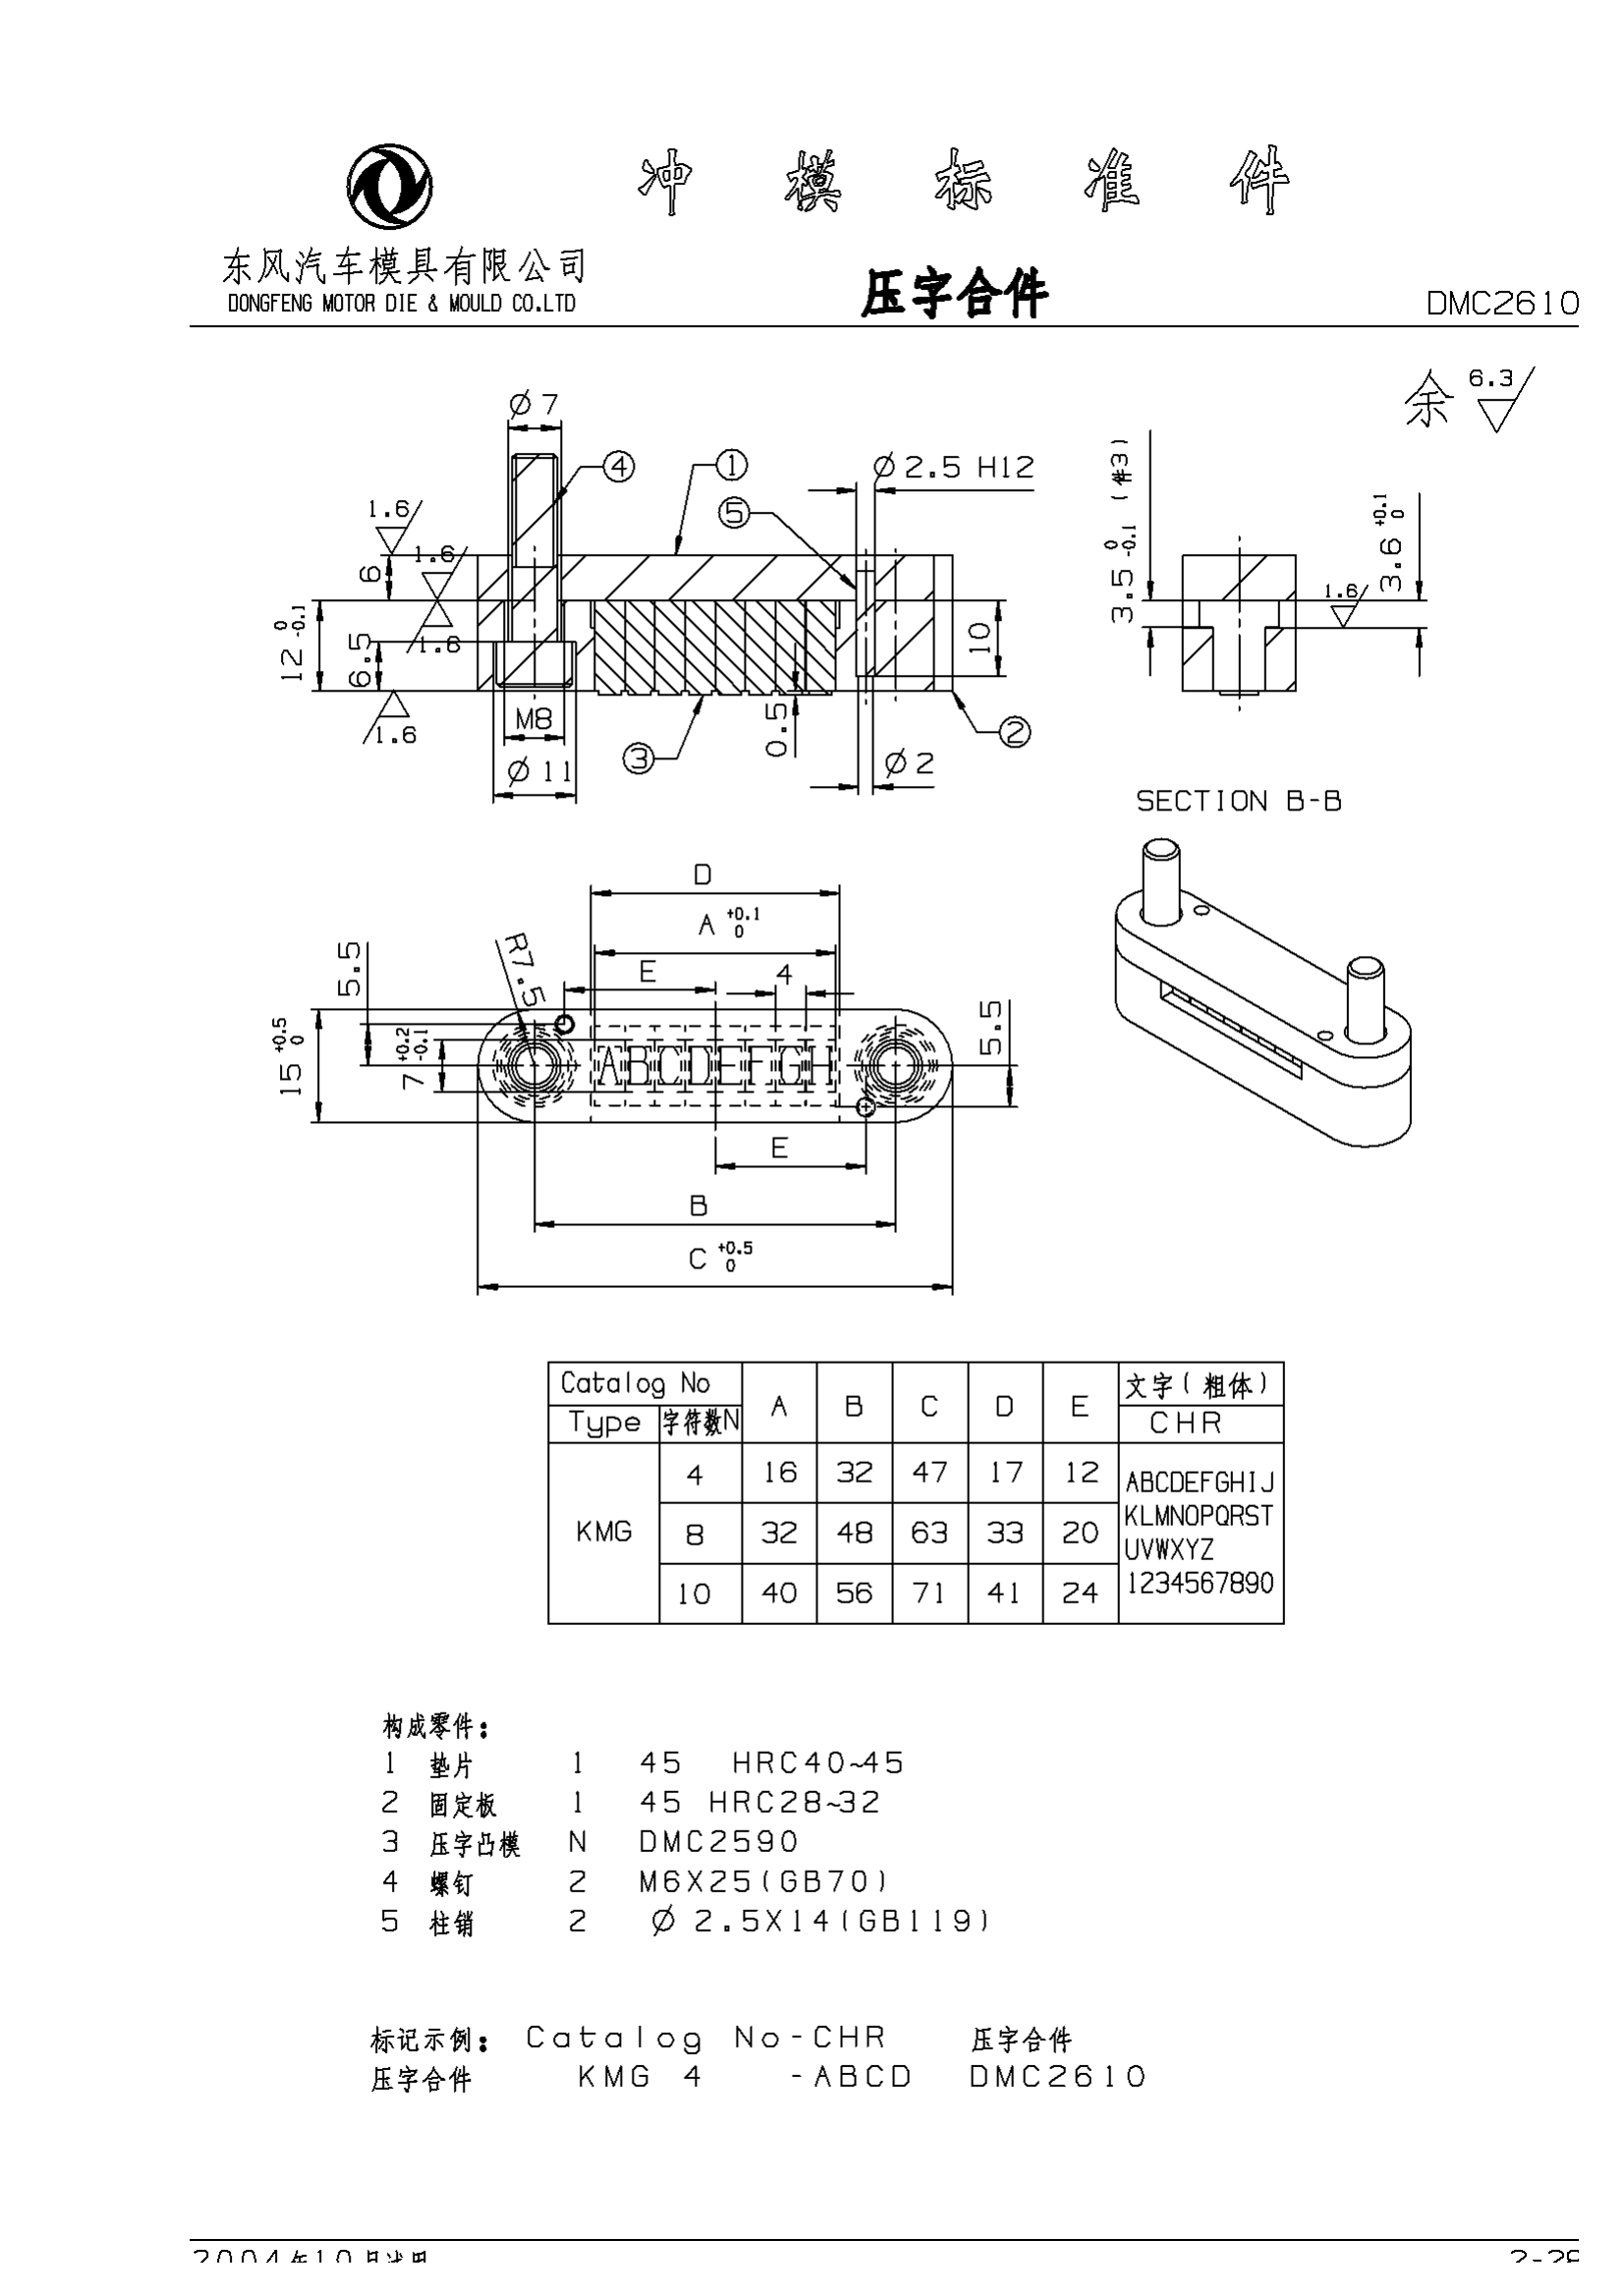 冲模标准件
东风汽车模具有限公司
DONGFENG MOTOR DIE & MOULD CO.LTD
压字合件
DMC2610
余 6.3
Ø7
④
①
⑤
Ø2.5 H12
1.6
1.6
1.6
1.6
6
12 0 -0.1
6.5
M8
Ø11
③
0.5
Ø2
②
10
3.5 0 -0.1 (件3)
3.6 +0.1 0
1.6
SECTION B-B
D
A +0.1 0
E
4
R7.5
5.5
15 +0.5 0
7 +0.2 -0.1
ABCDEFGH
5.5
E
B
C +0.5 0
Catalog No A B C D E 文字(粗体)
Type 字符数N CHR
KMG
4 16 32 47 17 12
8 32 48 63 33 20
10 40 56 71 41 24
ABCDEFGHIJ
KLMNOPQRST
UVWXYZ
1234567890
构成零件:
1 垫片 1 45 HRC40~45
2 固定板 1 45 HRC28~32
3 压字凸模 N DMC2590
4 螺钉 2 M6X25(GB70)
5 柱销 2 Ø2.5X14(GB119)
标记示例: Catalog No-CHR 压字合件
压字合件 KMG 4 -ABCD DMC2610
2004年10月